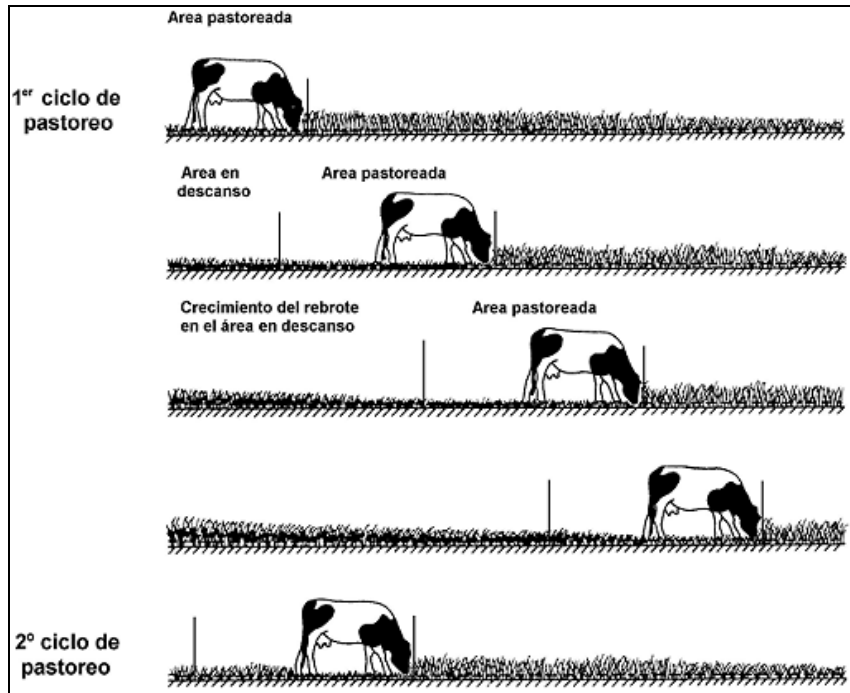 Area pastoreada
1er ciclo de
pastoreo
Area en
descanso
Area pastoreada
Crecimiento del rebrote
en el área en descanso
Area pastoreada
2º ciclo de
pastoreo